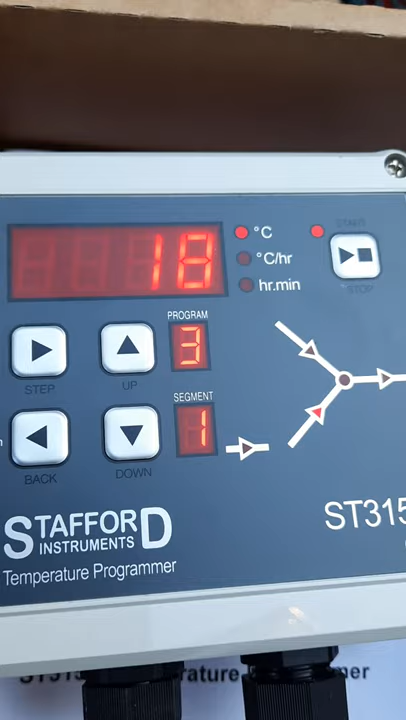 18
°C
°C/hr
hr.min
START
STOP
PROGRAM
3
STEP
UP
SEGMENT
1
BACK
DOWN
STAFFORD
INSTRUMENTS
Temperature Programmer
ST315